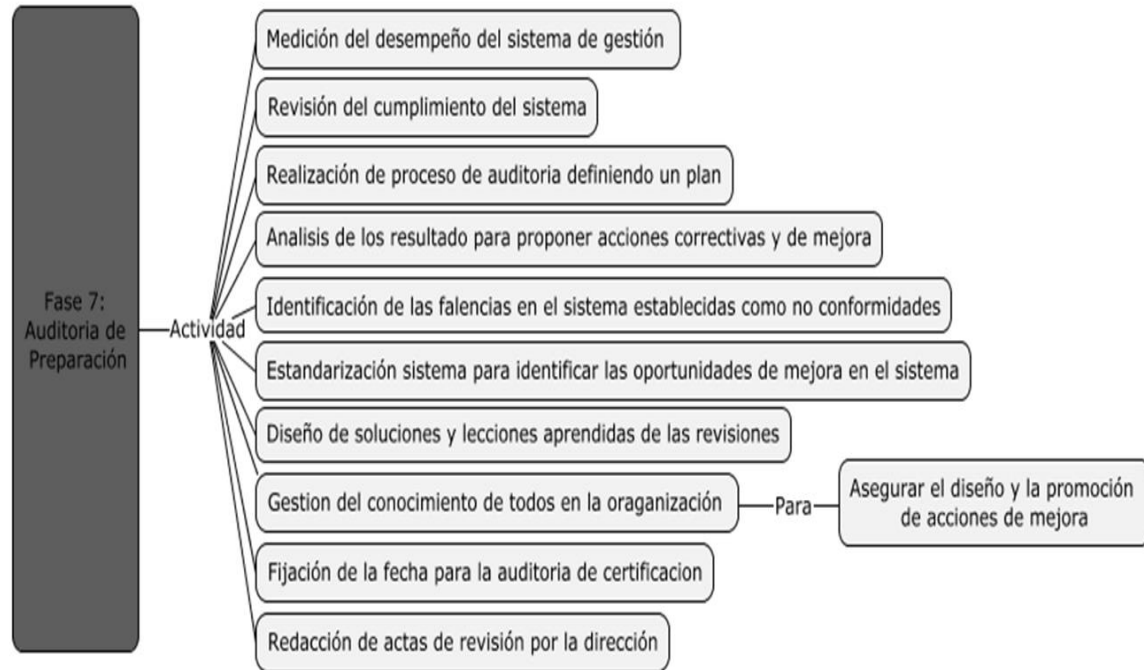 Fase 7:
Auditoria de
Preparación
Actividad
Medición del desempeño del sistema de gestión
Revisión del cumplimiento del sistema
Realización de proceso de auditoria definiendo un plan
Analisis de los resultado para proponer acciones correctivas y de mejora
Identificación de las falencias en el sistema establecidas como no conformidades
Estandarización sistema para identificar las oportunidades de mejora en el sistema
Diseño de soluciones y lecciones aprendidas de las revisiones
Gestion del conocimiento de todos en la oraganización
Para
Asegurar el diseño y la promoción
de acciones de mejora
Fijación de la fecha para la auditoria de certificacion
Redacción de actas de revisión por la dirección